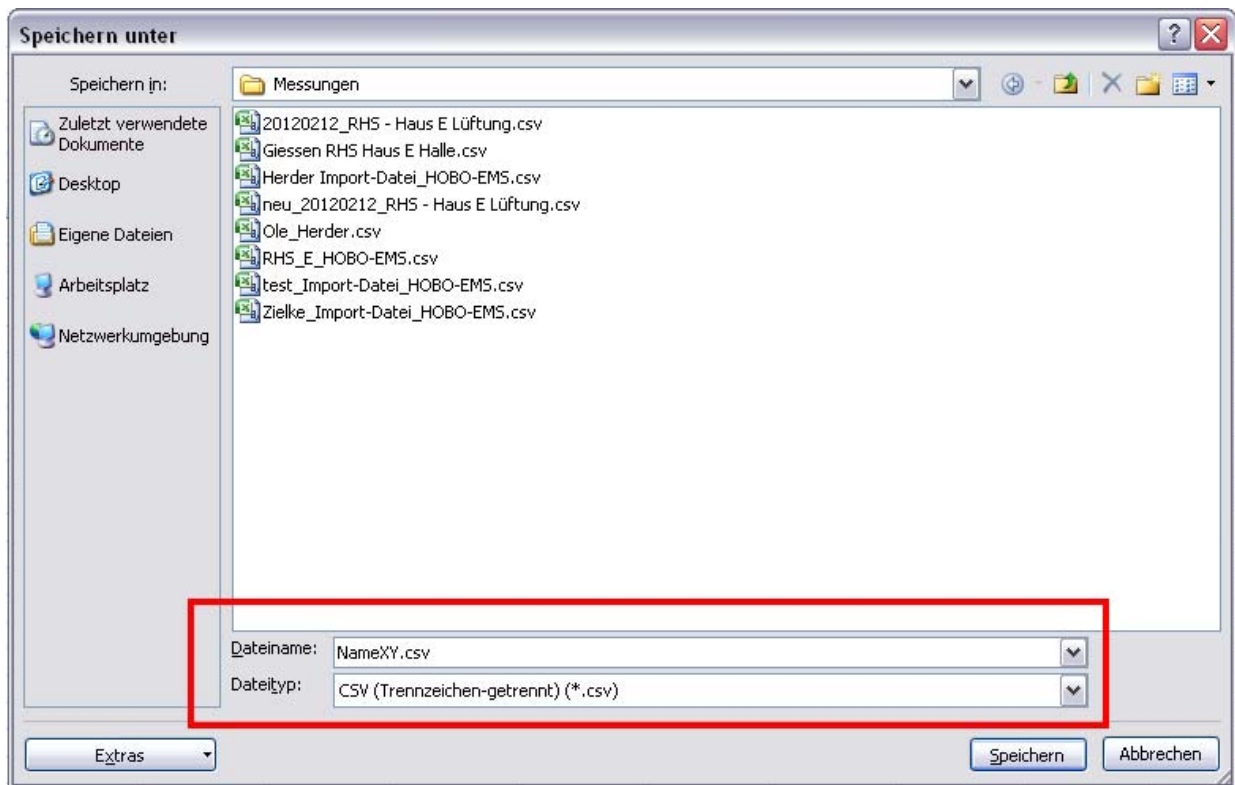 Speichern unter
Speichern in:
Messungen
Zuletzt verwendete
Dokumente
Desktop
Eigene Dateien
Arbeitsplatz
Netzwerkumgebung
20120212_RHS - Haus E Lüftung.csv
Giessen RHS Haus E Halle.csv
Herder Import-Datei_HOBO-EMS.csv
neu_20120212_RHS - Haus E Lüftung.csv
Ole_Herder.csv
RHS_E_HOBO-EMS.csv
test_Import-Datei_HOBO-EMS.csv
Zielke_Import-Datei_HOBO-EMS.csv
Dateiname:
NameXY.csv
Dateityp:
CSV (Trennzeichen-getrennt) (*.csv)
Extras
Speichern
Abbrechen